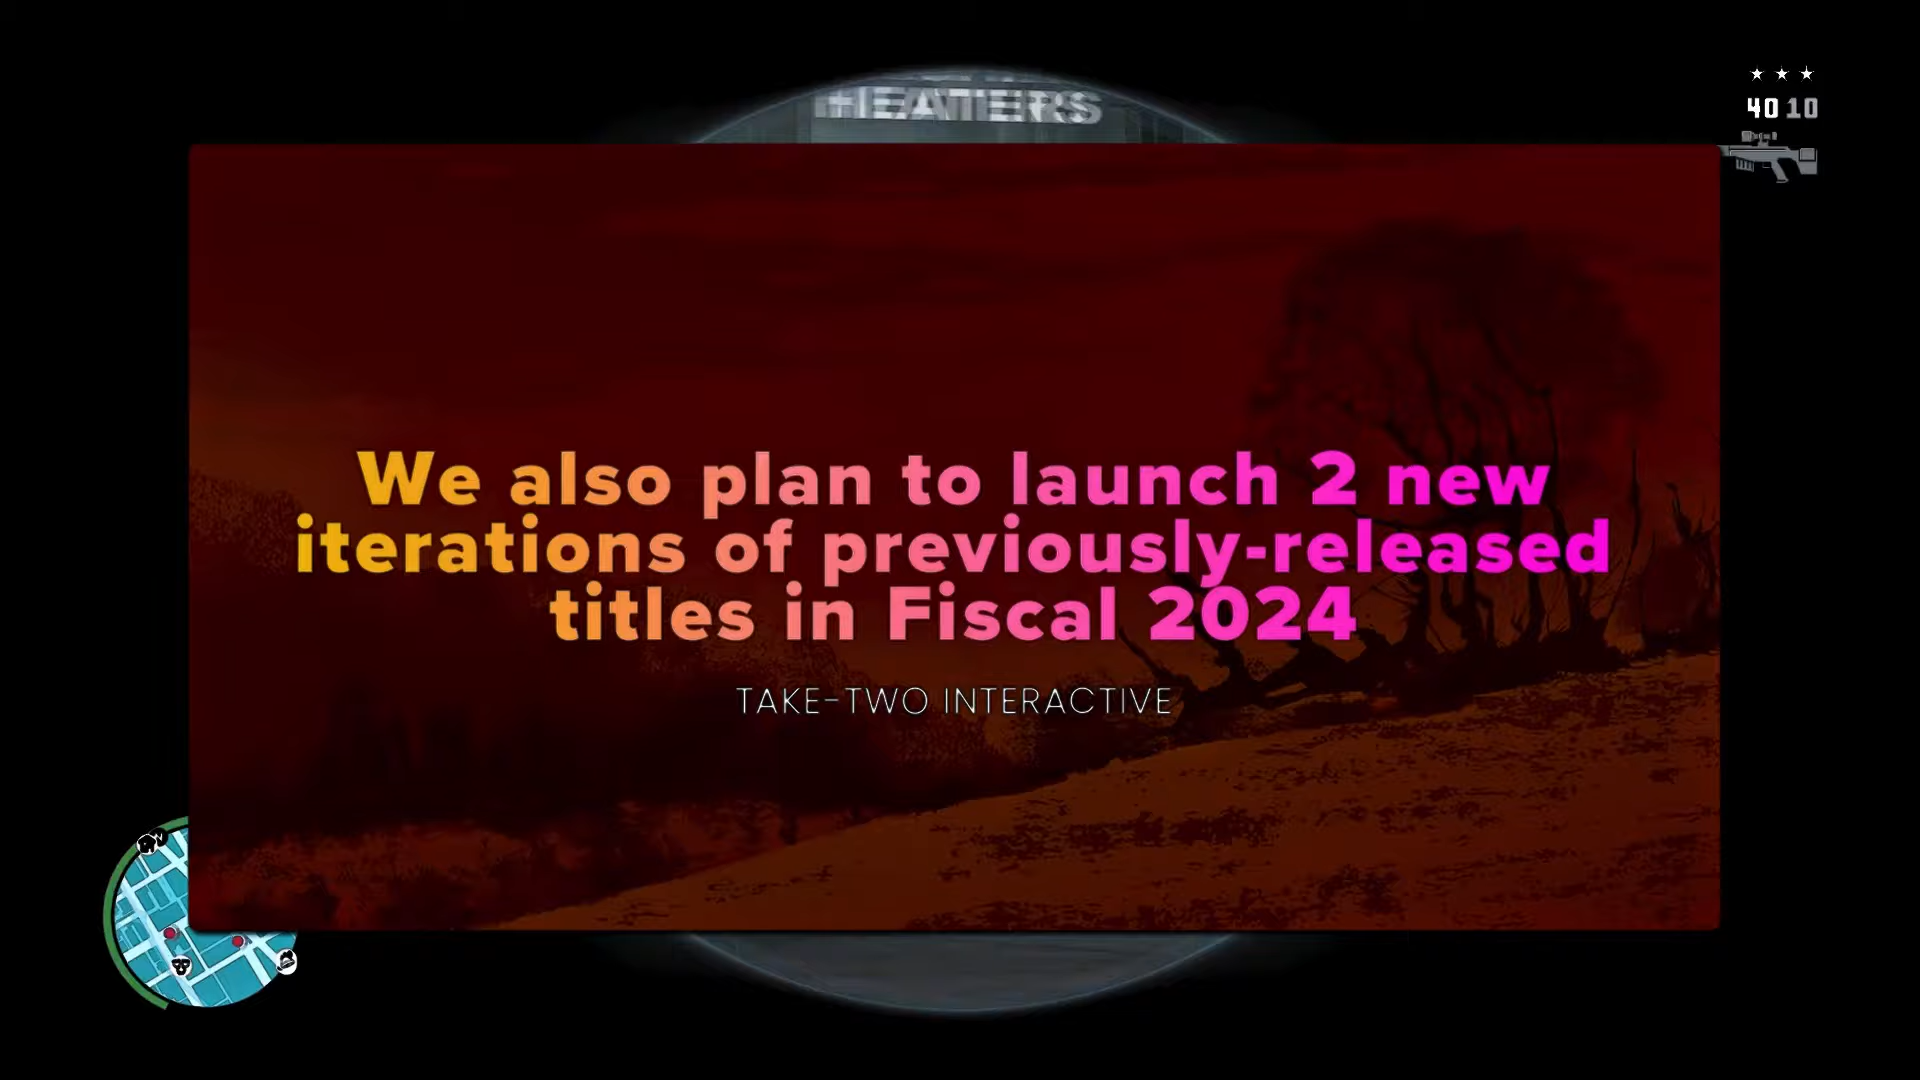 HEATERS
40 10
We also plan to launch 2 new
iterations of previously-released
titles in Fiscal 2024
TAKE-TWO INTERACTIVE